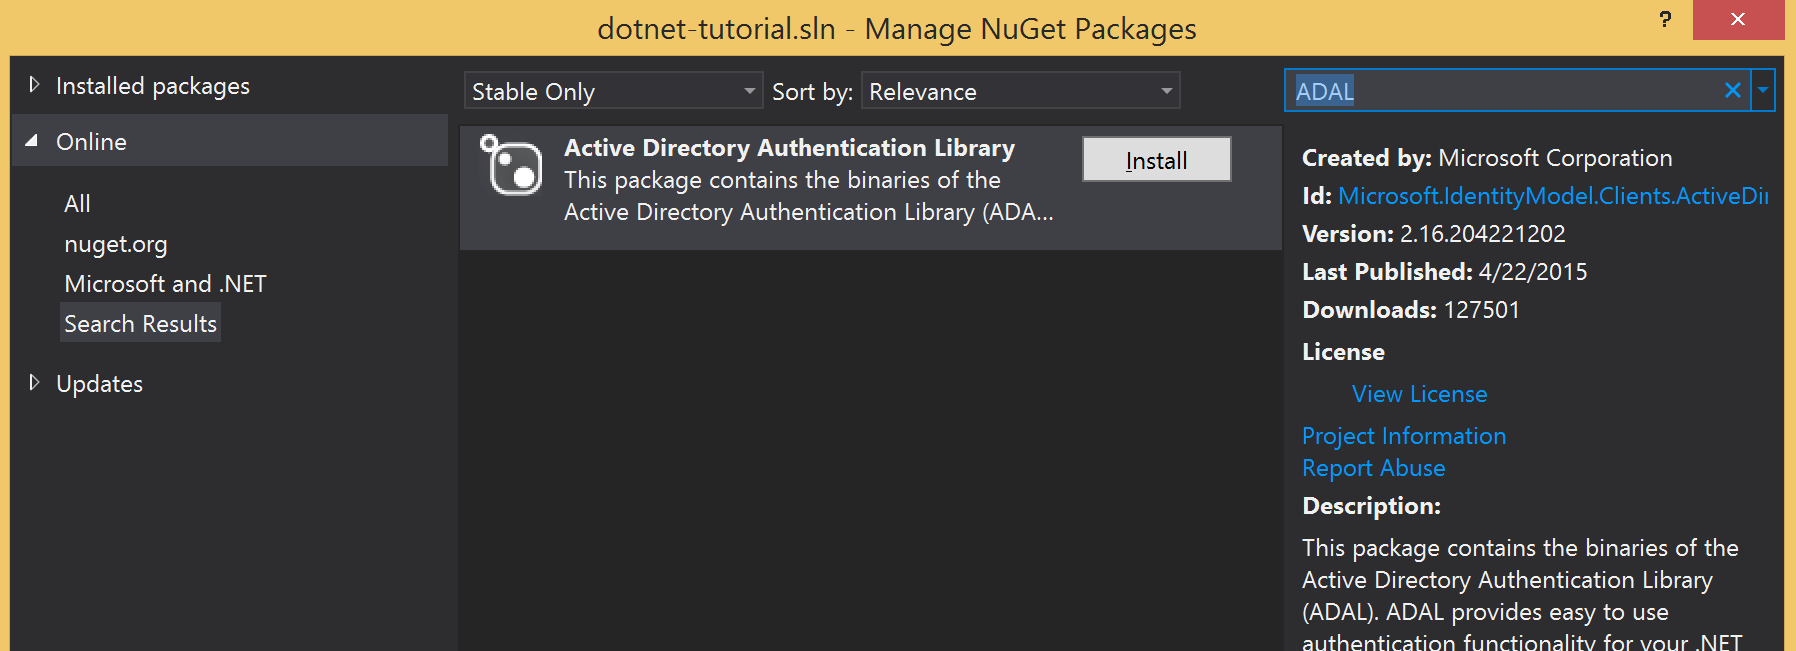 dotnet-tutorial.sln - Manage NuGet Packages
?
Installed packages
Online
All
nuget.org
Microsoft and .NET
Search Results
Updates
Stable Only
Sort by: Relevance
Active Directory Authentication Library
Install
This package contains the binaries of the
Active Directory Authentication Library (ADA...
ADAL
Created by: Microsoft Corporation
Id: Microsoft.IdentityModel.Clients.ActiveDir
Version: 2.16.204221202
Last Published: 4/22/2015
Downloads: 127501
License
View License
Project Information
Report Abuse
Description:
This package contains the binaries of the
Active Directory Authentication Library
(ADAL). ADAL provides easy to use
authentication functionality for your .NET